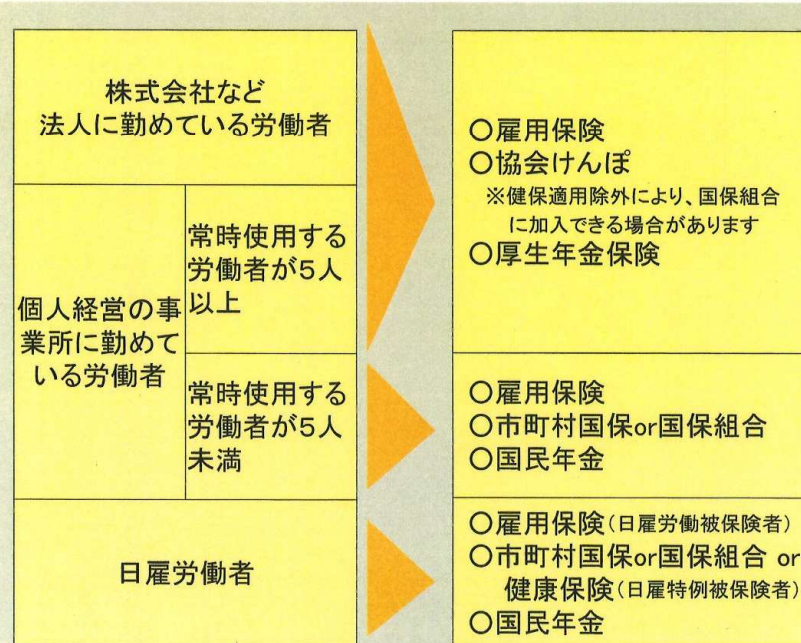 株式会社など
法人に勤めている労働者
個人経営の事
業所に勤めて
いる労働者
常時使用する
労働者が5人
以上
常時使用する
労働者が5人
未満
日雇労働者
○雇用保険
○協会けんぽ
※健保適用除外により、国保組合
に加入できる場合があります
○厚生年金保険
○雇用保険
○市町村国保or国保組合
○国民年金
○雇用保険(日雇労働被保険者)
○市町村国保or国保組合 or
健康保険(日雇特例被保険者)
○国民年金